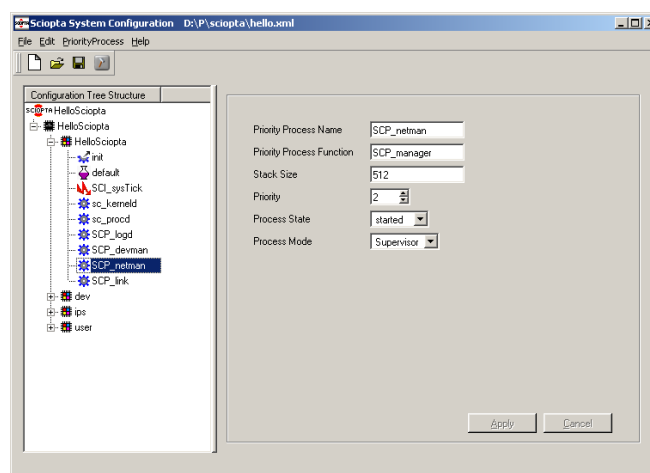 Sciopta System Configuration D:\P\sciopta\hello.xml
File Edit PriorityProcess Help
Configuration Tree Structure
SCIOPTA HelloSciopta
HelloSciopta
HelloSciopta
init
default
SCI_sysTick
sc_kerneld
sc_procd
SCP_logd
SCP_devman
SCP_netman
SCP_link
dev
ips
user
Priority Process Name SCP_netman
Priority Process Function SCP_manager
Stack Size 512
Priority 2
Process State started
Process Mode Supervisor
Apply Cancel